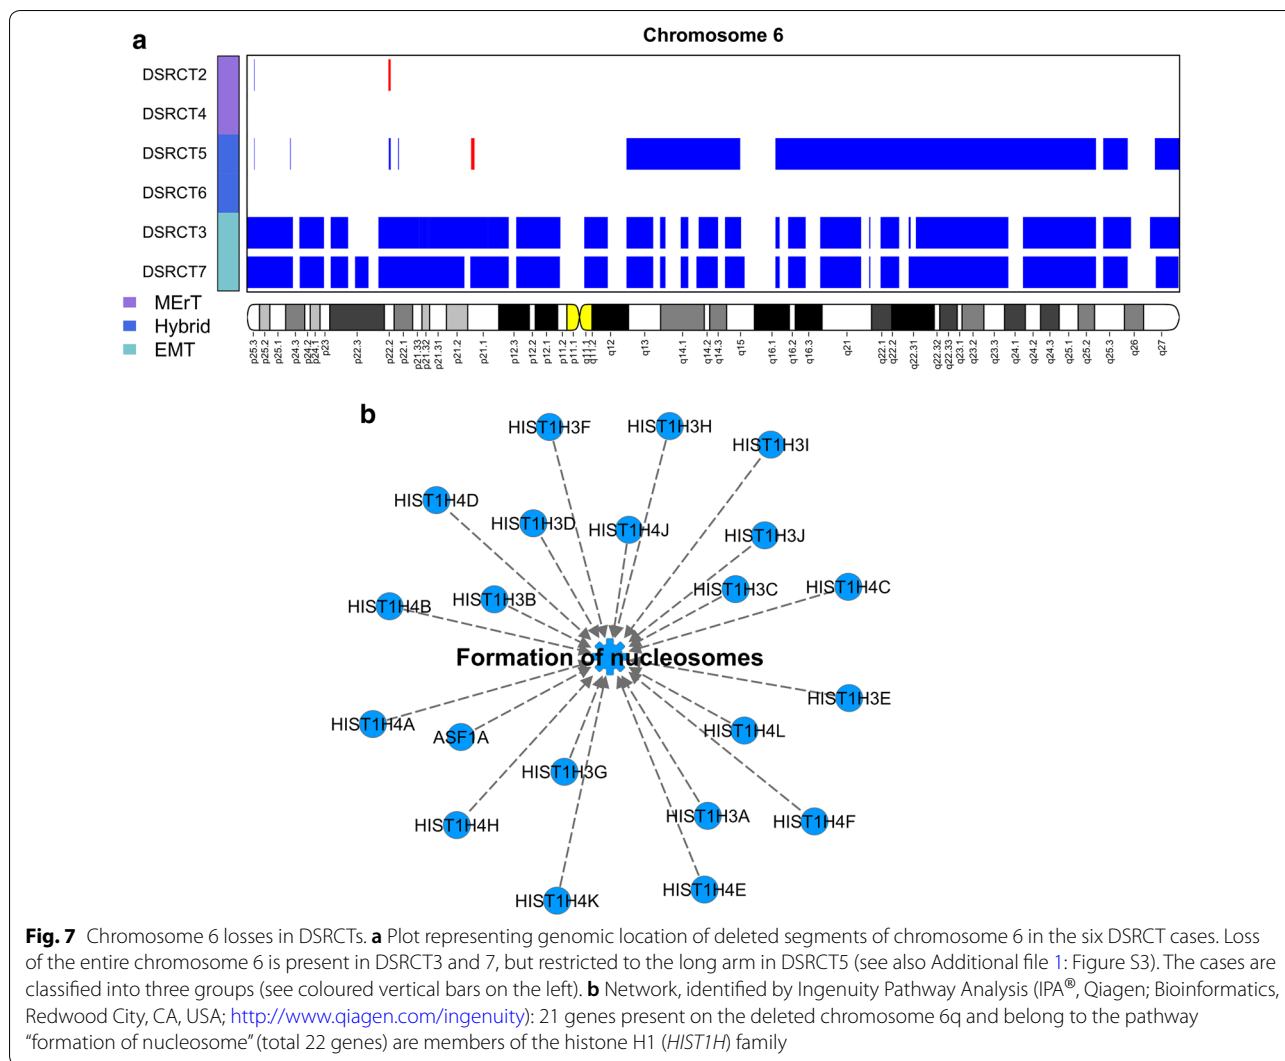 a
Chromosome 6
DSRCT2
DSRCT4
DSRCT5
DSRCT6
DSRCT3
DSRCT7
MErT
Hybrid
EMT
p25.3 p25.2 p25.1 p24.3 p24.2 p24.1 p23 p22.3 p22.2 p22.1 p21.33 p21.32 p21.31 p21.2 p21.1 p12.3 p12.2 p12.1 p11.2 p11.1 q11.1 q11.2 q12 q13 q14.1 q14.2 q14.3 q15 q16.1 q16.2 q16.3 q21 q22.1 q22.2 q22.31 q22.32 q22.33 q23.1 q23.2 q23.3 q24.1 q24.2 q24.3 q25.1 q25.2 q25.3 q26 q27
b
HIST1H3F
HIST1H3H
HIST1H3I
HIST1H4D
HIST1H3D
HIST1H4J
HIST1H3J
HIST1H3C
HIST1H4C
HIST1H4B
HIST1H3B
Formation of nucleosomes
HIST1H3E
HIST1H4A
ASF1A
HIST1H4L
HIST1H3G
HIST1H4H
HIST1H3A
HIST1H4F
HIST1H4K
HIST1H4E
Fig. 7 Chromosome 6 losses in DSRCTs. a Plot representing genomic location of deleted segments of chromosome 6 in the six DSRCT cases. Loss
of the entire chromosome 6 is present in DSRCT3 and 7, but restricted to the long arm in DSRCT5 (see also Additional file 1: Figure S3). The cases are
classified into three groups (see coloured vertical bars on the left). b Network, identified by Ingenuity Pathway Analysis (IPA®, Qiagen; Bioinformatics,
Redwood City, CA, USA; http://www.qiagen.com/ingenuity): 21 genes present on the deleted chromosome 6q and belong to the pathway
“formation of nucleosome” (total 22 genes) are members of the histone H1 (HIST1H) family